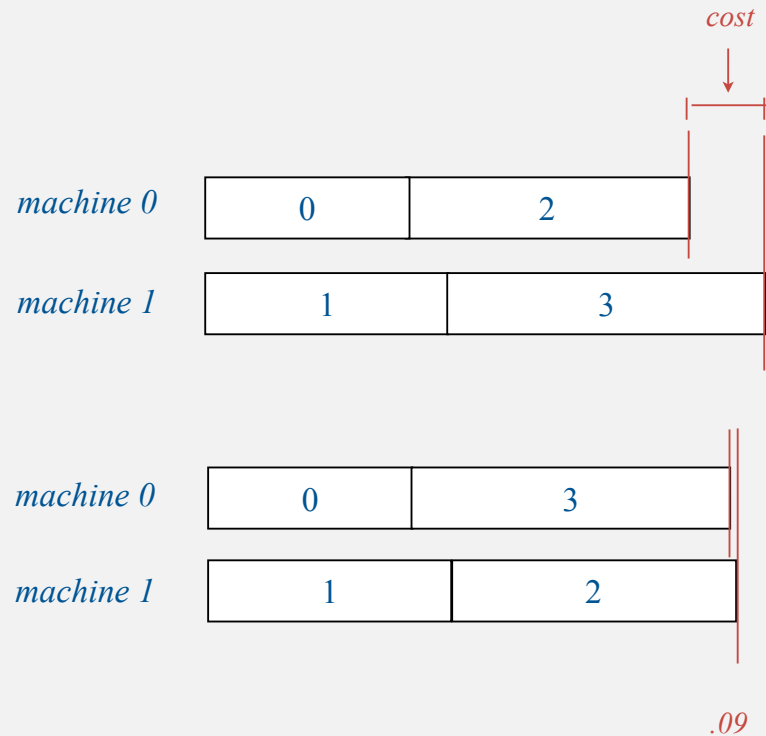 cost
machine 0 0 2
machine 1 1 3
machine 0 0 3
machine 1 1 2
.09